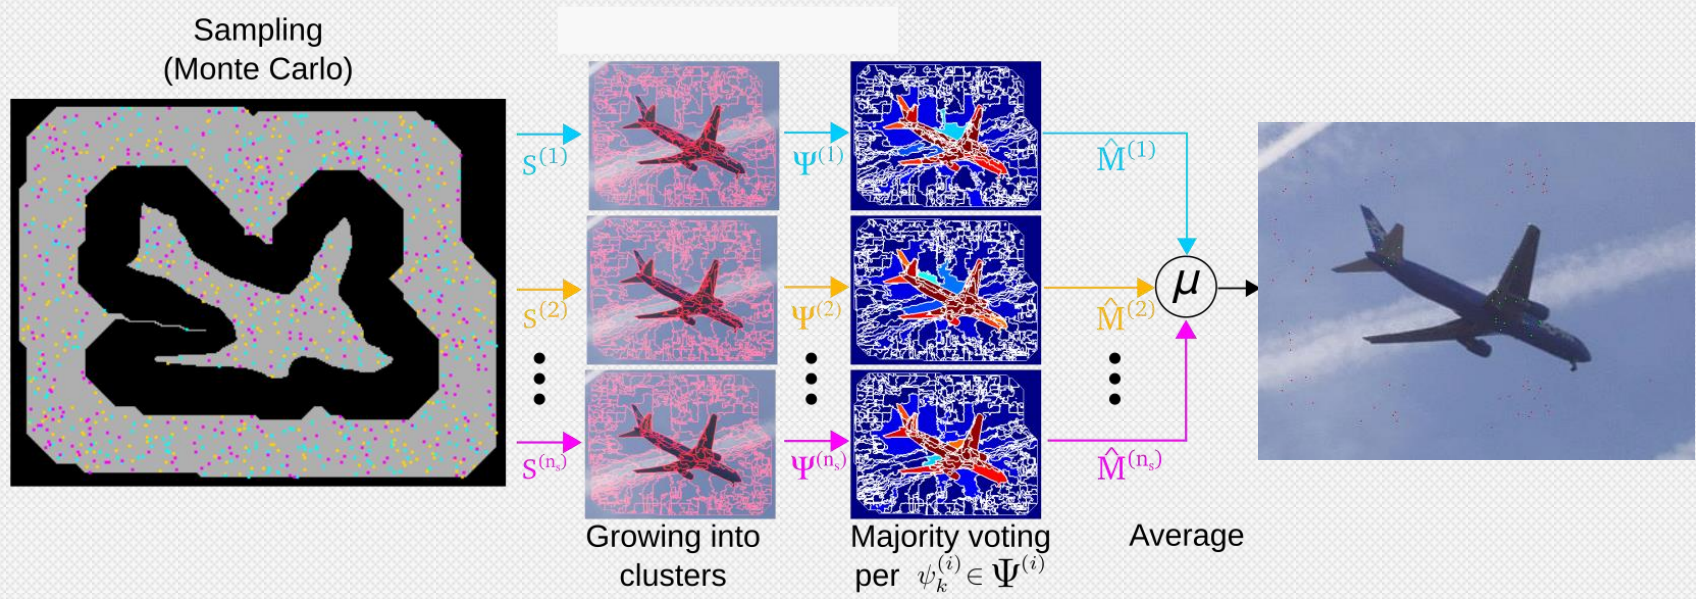 Sampling
(Monte Carlo)
S⁽¹⁾
Ψ⁽¹⁾
M̂⁽¹⁾
S⁽²⁾
Ψ⁽²⁾
M̂⁽²⁾
μ
S⁽ⁿₛ⁾
Ψ⁽ⁿₛ⁾
M̂⁽ⁿₛ⁾
Growing into
clusters
Majority voting
per ψₖ⁽ⁱ⁾ ∈ Ψ⁽ⁱ⁾
Average